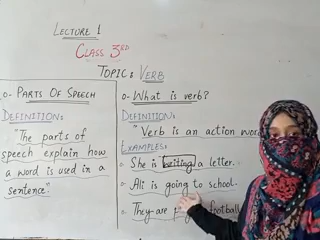 LECTURE 1
CLASS 3RD
TOPIC: VERB
o- PARTS OF SPEECH
DEFINITION:
"The parts of
speech explain how
a word is used in a
sentence."
o- What is verb?
DEFINITION:
"Verb is an action
EXAMPLES:
= She is a letter.
= Ali is going to school.
= They are football